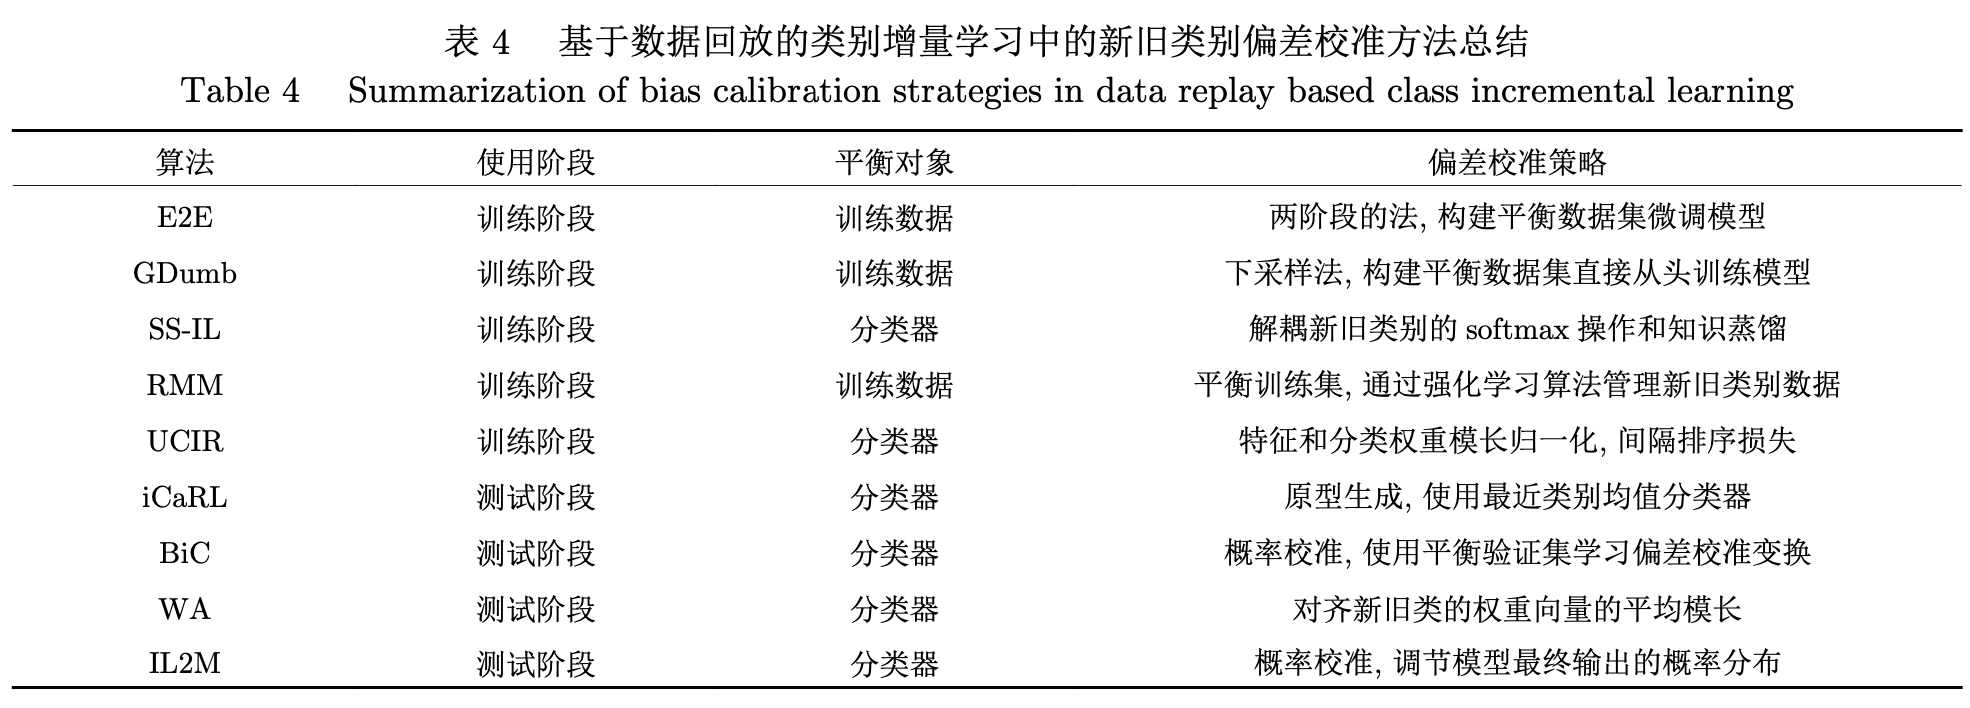 表 4 基于数据回放的类别增量学习中的新旧类别偏差校准方法总结
Table 4 Summarization of bias calibration strategies in data replay based class incremental learning
算法 使用阶段 平衡对象 偏差校准策略
E2E 训练阶段 训练数据 两阶段的法, 构建平衡数据集微调模型
GDumb 训练阶段 训练数据 下采样法, 构建平衡数据集直接从头训练模型
SS-IL 训练阶段 分类器 解耦新旧类别的 softmax 操作和知识蒸馏
RMM 训练阶段 训练数据 平衡训练集, 通过强化学习算法管理新旧类别数据
UCIR 训练阶段 分类器 特征和分类权重模长归一化, 间隔排序损失
iCaRL 测试阶段 分类器 原型生成, 使用最近类别均值分类器
BiC 测试阶段 分类器 概率校准, 使用平衡验证集学习偏差校准变换
WA 测试阶段 分类器 对齐新旧类的权重向量的平均模长
IL2M 测试阶段 分类器 概率校准, 调节模型最终输出的概率分布